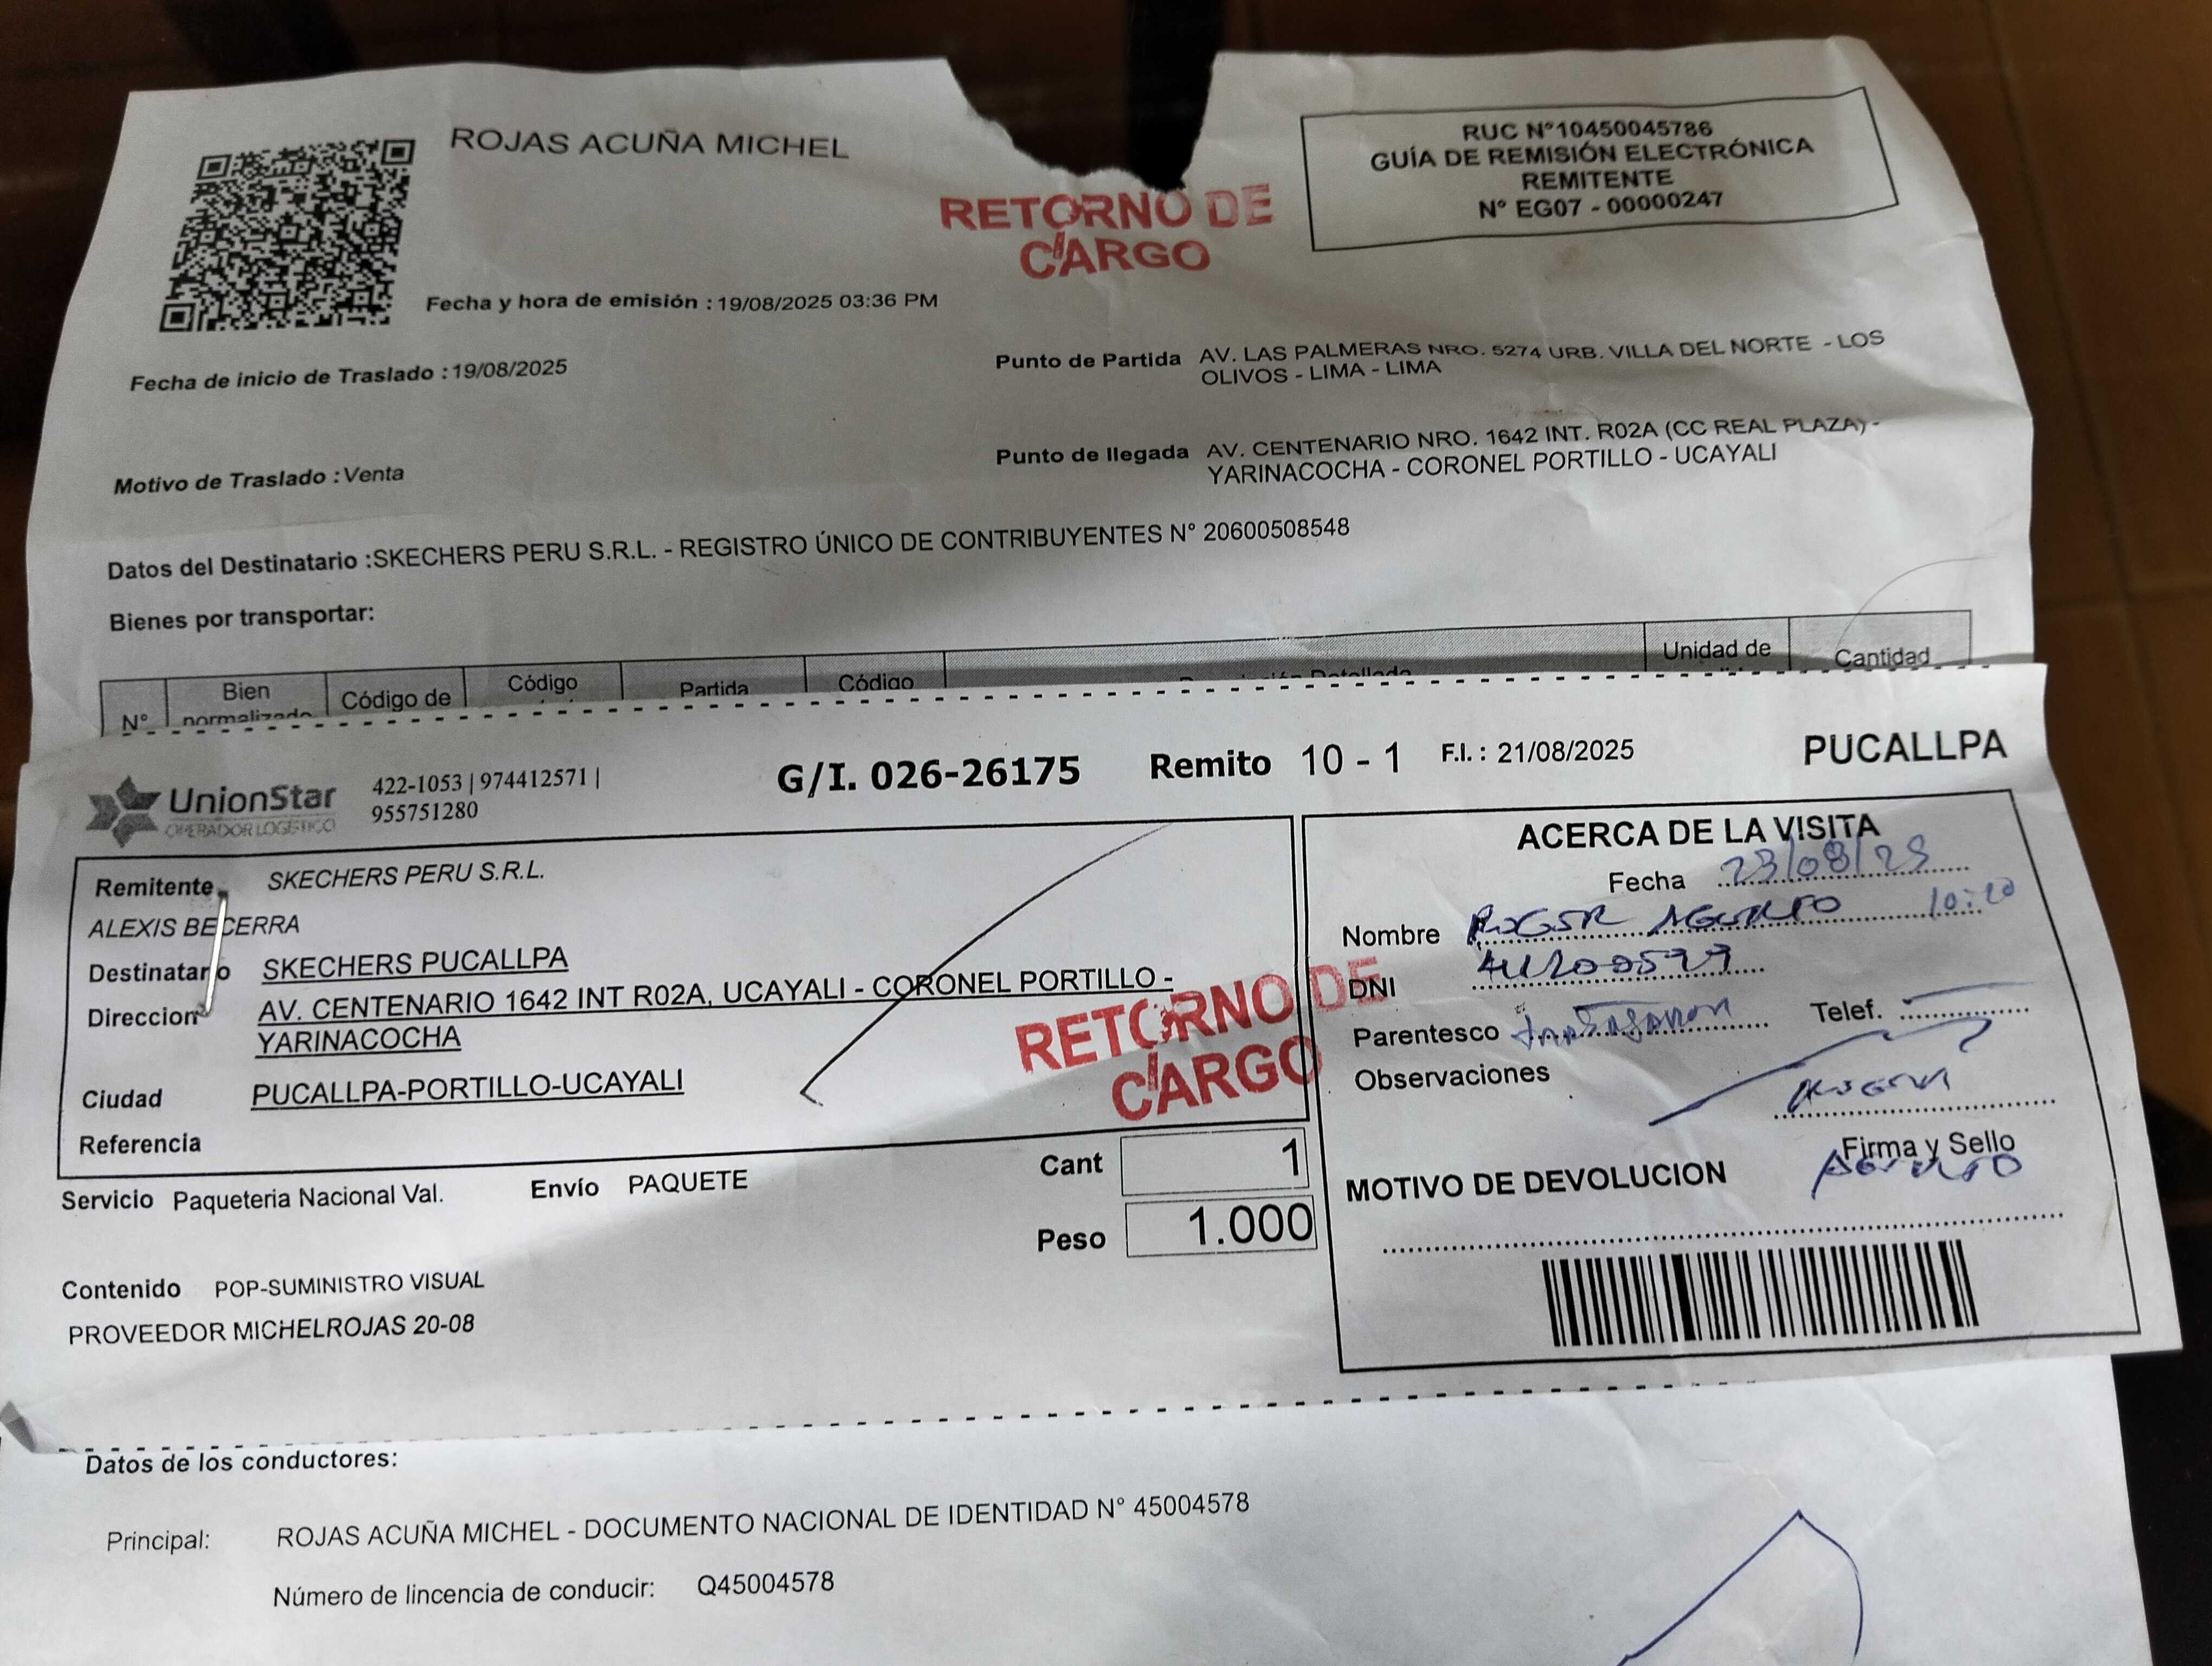 ROJAS ACUÑA MICHEL
RUC N°10450045786
GUÍA DE REMISIÓN ELECTRÓNICA
REMITENTE
N° EG07 - 00000247
RETORNO DE
CARGO
Fecha y hora de emisión : 19/08/2025 03:36 PM
Fecha de inicio de Traslado : 19/08/2025
Punto de Partida AV. LAS PALMERAS NRO. 5274 URB. VILLA DEL NORTE - LOS
OLIVOS - LIMA - LIMA
Motivo de Traslado : Venta
Punto de llegada AV. CENTENARIO NRO. 1642 INT. R02A (CC REAL PLAZA) -
YARINACOCHA - CORONEL PORTILLO - UCAYALI
Datos del Destinatario :SKECHERS PERU S.R.L. - REGISTRO ÚNICO DE CONTRIBUYENTES N° 20600508548
Bienes por transportar:
N° Bien normalizado Código de Código Partida Código Detallada Unidad de Cantidad
UnionStar
OPERADOR LOGÍSTICO
422-1053 | 974412571 |
955751280
G/I. 026-26175 Remito 10 - 1 F.I. : 21/08/2025 PUCALLPA
Remitente SKECHERS PERU S.R.L.
ALEXIS BECERRA
Destinatario SKECHERS PUCALLPA
Direccion AV. CENTENARIO 1642 INT R02A, UCAYALI - CORONEL PORTILLO -
YARINACOCHA
Ciudad PUCALLPA-PORTILLO-UCAYALI
Referencia
RETORNO DE
CARGO
Servicio Paqueteria Nacional Val. Envío PAQUETE
Cant 1
Peso 1.000
Contenido POP-SUMINISTRO VISUAL
PROVEEDOR MICHELROJAS 20-08
ACERCA DE LA VISITA
Fecha 23/08/25
10:20
Nombre ROGER AGURTO
DNI
Parentesco
Telef.
Observaciones
Firma y Sello
MOTIVO DE DEVOLUCION
Datos de los conductores:
Principal: ROJAS ACUÑA MICHEL - DOCUMENTO NACIONAL DE IDENTIDAD N° 45004578
Número de lincencia de conducir: Q45004578